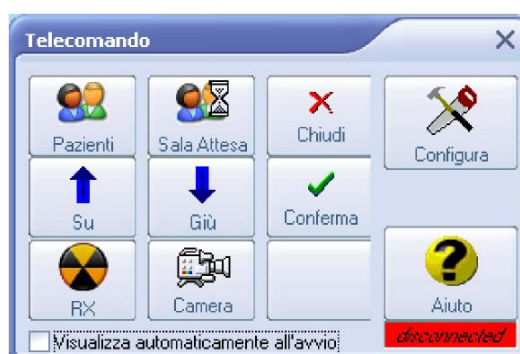 Telecomando
Pazienti
Sala Attesa
Chiudi
Configura
Su
Giù
Conferma
RX
Camera
Aiuto
disconnected
Visualizza automaticamente all'avvio